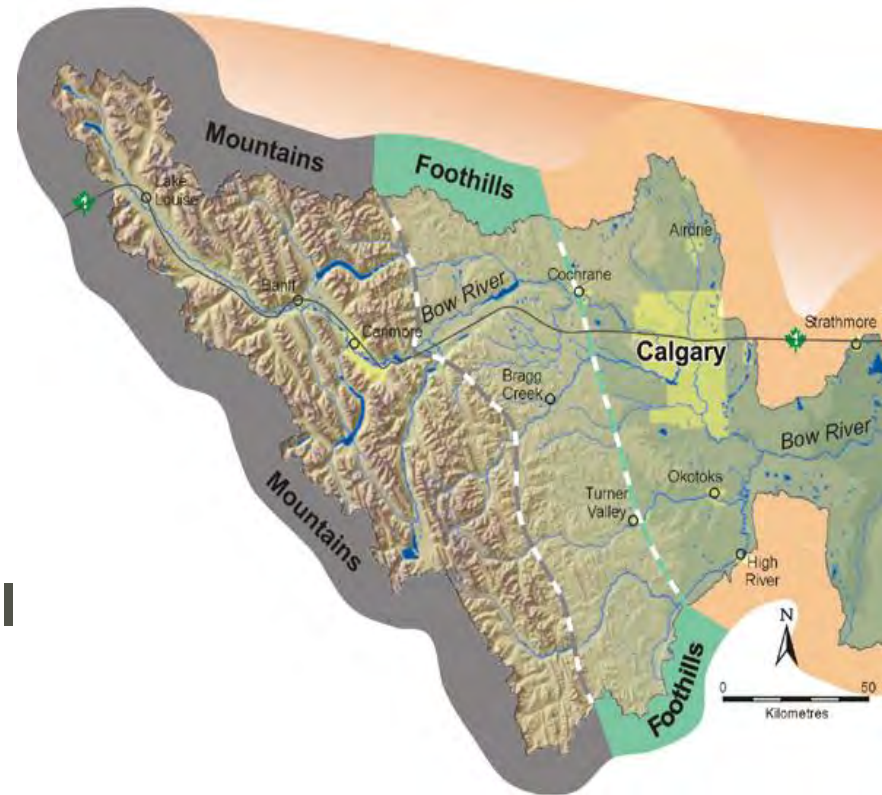 Mountains
Foothills
Lake
Louise
1
Airdrie
Banff
Bow River
Cochrane
Canmore
1
Strathmore
Calgary
Bragg
Creek
Bow River
Okotoks
Turner
Valley
Mountains
High
River
N
Foothills
0
50
Kilometres